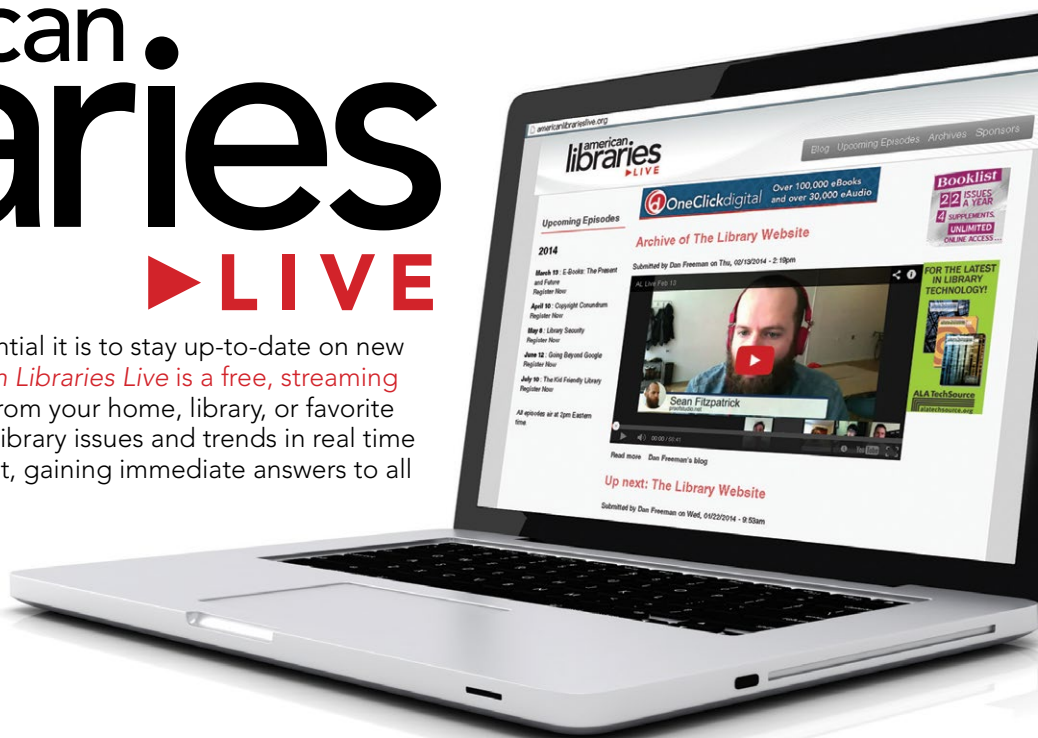 can
aries
LIVE
ntial it is to stay up-to-date on new
n Libraries Live is a free, streaming
from your home, library, or favorite
library issues and trends in real time
t, gaining immediate answers to all
americanlibrarieslive.org
american
libraries
LIVE
Blog Upcoming Episodes Archives Sponsors
OneClickdigital
Over 100,000 eBooks
and over 30,000 eAudio
Booklist
22 ISSUES
A YEAR
4 SUPPLEMENTS.
UNLIMITED
ONLINE ACCESS...
Upcoming Episodes
2014
March 13 : E-Books: The Present
and Future
Register Now
April 10 : Copyright Conundrum
Register Now
May 8 : Library Security
Register Now
June 12 : Going Beyond Google
Register Now
July 10 : The Kid Friendly Library
Register Now
All episodes air at 2pm Eastern
time
Archive of The Library Website
Submitted by Dan Freeman on Thu, 02/13/2014 - 2:19pm
AL Live Feb 13
Sean Fitzpatrick
00:00 /
YouTube
Read more Dan Freeman's blog
Up next: The Library Website
Submitted by Dan Freeman on Wed, 01/22/2014 - 9:53am
FOR THE LATEST
IN LIBRARY
TECHNOLOGY!
ALA TechSource
alatechsource.org